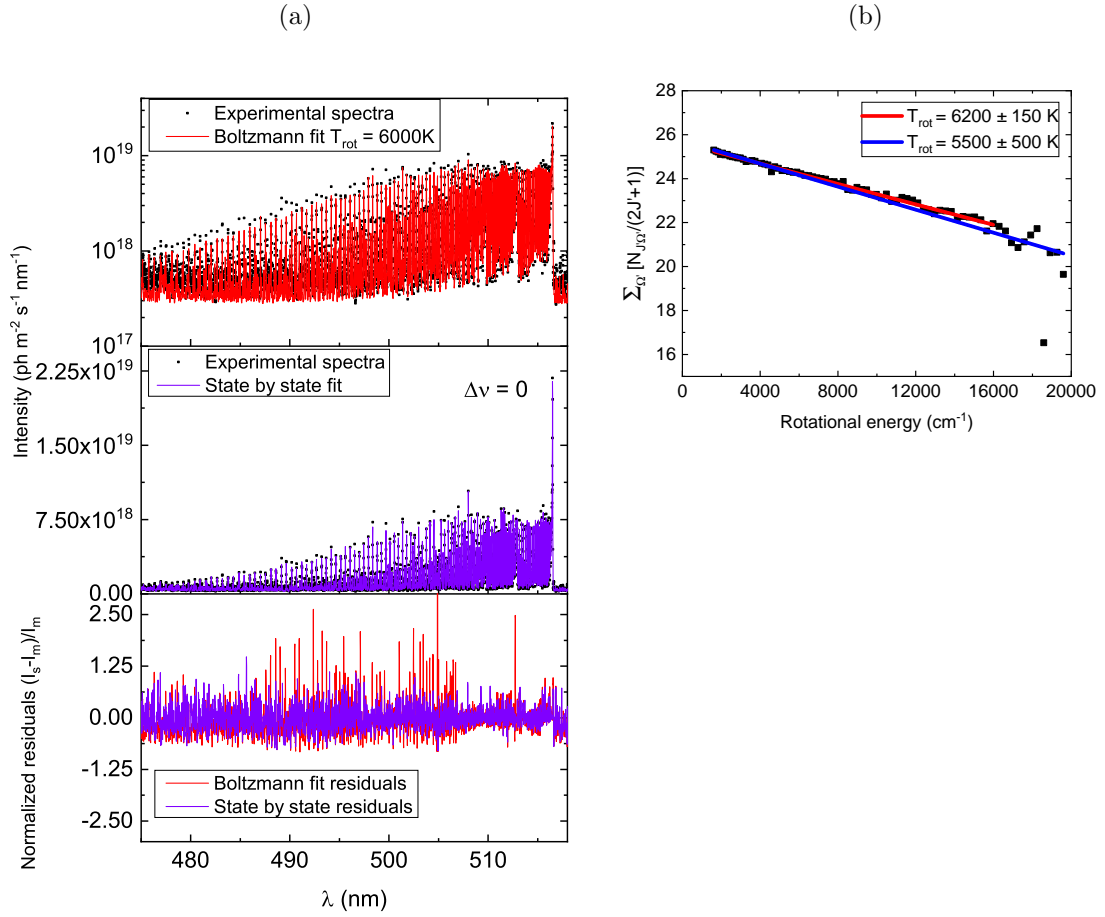 (a)
Experimental spectra
Boltzmann fit T_rot = 6000K
10^19
10^18
10^17
Experimental spectra
State by state fit
Δν = 0
2.25x10^19
1.50x10^19
7.50x10^18
0.00
Intensity (ph m^-2 s^-1 nm^-1)
2.50
1.25
0.00
-1.25
-2.50
Normalized residuals (I_s-I_m)/I_m
Boltzmann fit residuals
State by state residuals
480 490 500 510
λ (nm)
(b)
T_rot = 6200 ± 150 K
T_rot = 5500 ± 500 K
28
26
24
22
20
18
16
Σ_Ω' [N_J'Ω'/(2J'+1)]
0 4000 8000 12000 16000 20000
Rotational energy (cm^-1)